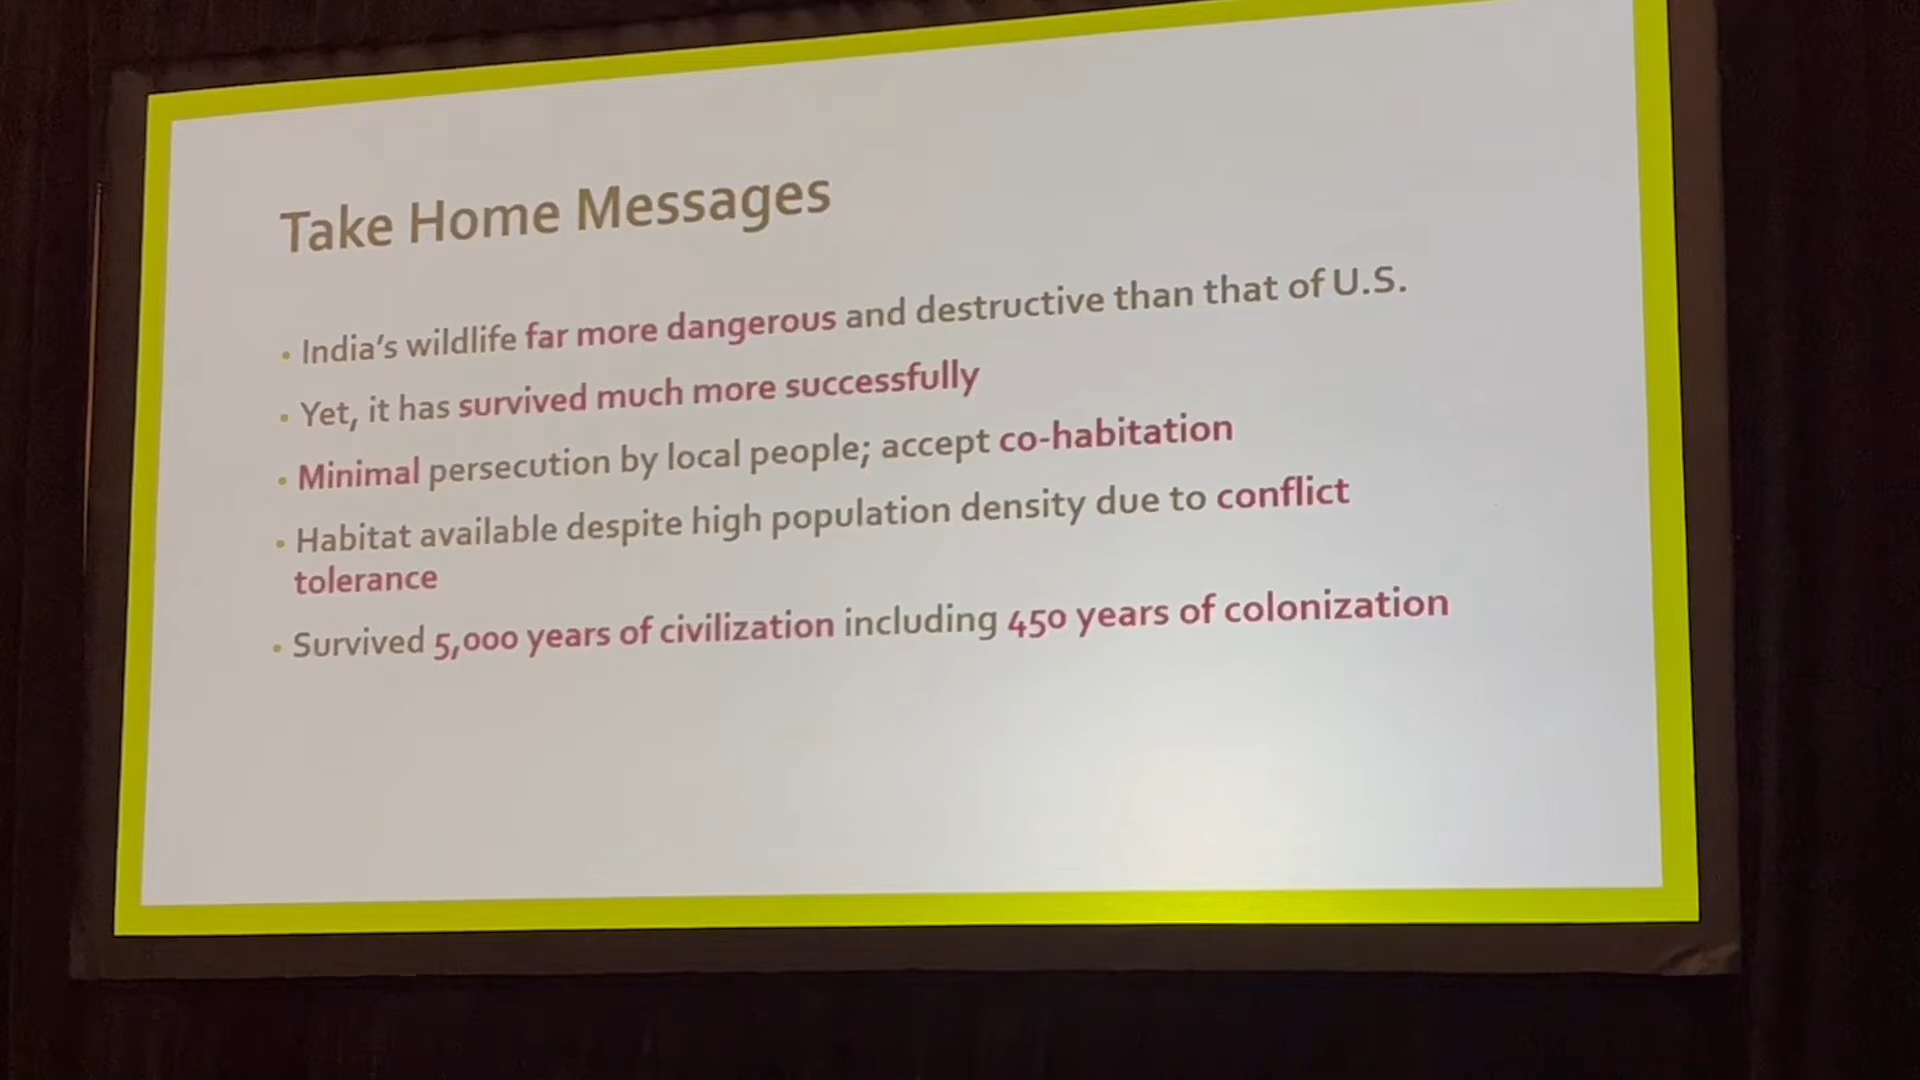 Take Home Messages
• India's wildlife far more dangerous and destructive than that of U.S.
• Yet, it has survived much more successfully
• Minimal persecution by local people; accept co-habitation
• Habitat available despite high population density due to conflict
tolerance
• Survived 5,000 years of civilization including 450 years of colonization